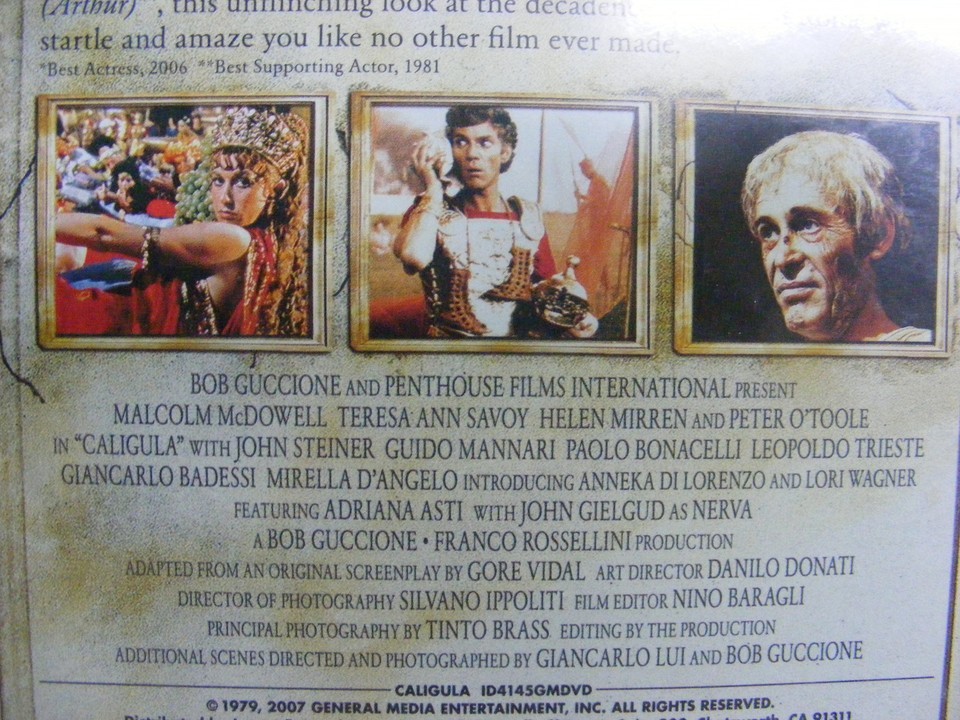 (Arthur)**, this unflinching look at the decadent
startle and amaze you like no other film ever made.
*Best Actress, 2006 **Best Supporting Actor, 1981
BOB GUCCIONE AND PENTHOUSE FILMS INTERNATIONAL PRESENT
MALCOLM McDOWELL TERESA ANN SAVOY HELEN MIRREN AND PETER O'TOOLE
IN "CALIGULA" WITH JOHN STEINER GUIDO MANNARI PAOLO BONACELLI LEOPOLDO TRIESTE
GIANCARLO BADESSI MIRELLA D'ANGELO INTRODUCING ANNEKA DI LORENZO AND LORI WAGNER
FEATURING ADRIANA ASTI WITH JOHN GIELGUD AS NERVA
A BOB GUCCIONE • FRANCO ROSSELLINI PRODUCTION
ADAPTED FROM AN ORIGINAL SCREENPLAY BY GORE VIDAL ART DIRECTOR DANILO DONATI
DIRECTOR OF PHOTOGRAPHY SILVANO IPPOLITI FILM EDITOR NINO BARAGLI
PRINCIPAL PHOTOGRAPHY BY TINTO BRASS EDITING BY THE PRODUCTION
ADDITIONAL SCENES DIRECTED AND PHOTOGRAPHED BY GIANCARLO LUI AND BOB GUCCIONE
CALIGULA ID4145GMDVD
© 1979, 2007 GENERAL MEDIA ENTERTAINMENT, INC. ALL RIGHTS RESERVED.
Chatsworth, CA 91311